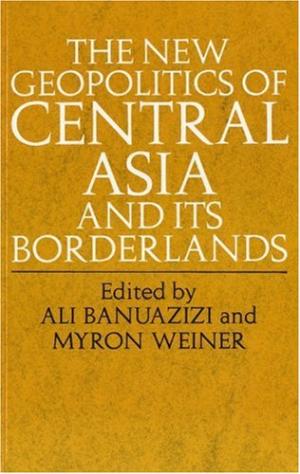 THE NEW
GEOPOLITICS OF
CENTRAL
ASIA
AND ITS
BORDERLANDS
Edited by
ALI BANUAZIZI and
MYRON WEINER